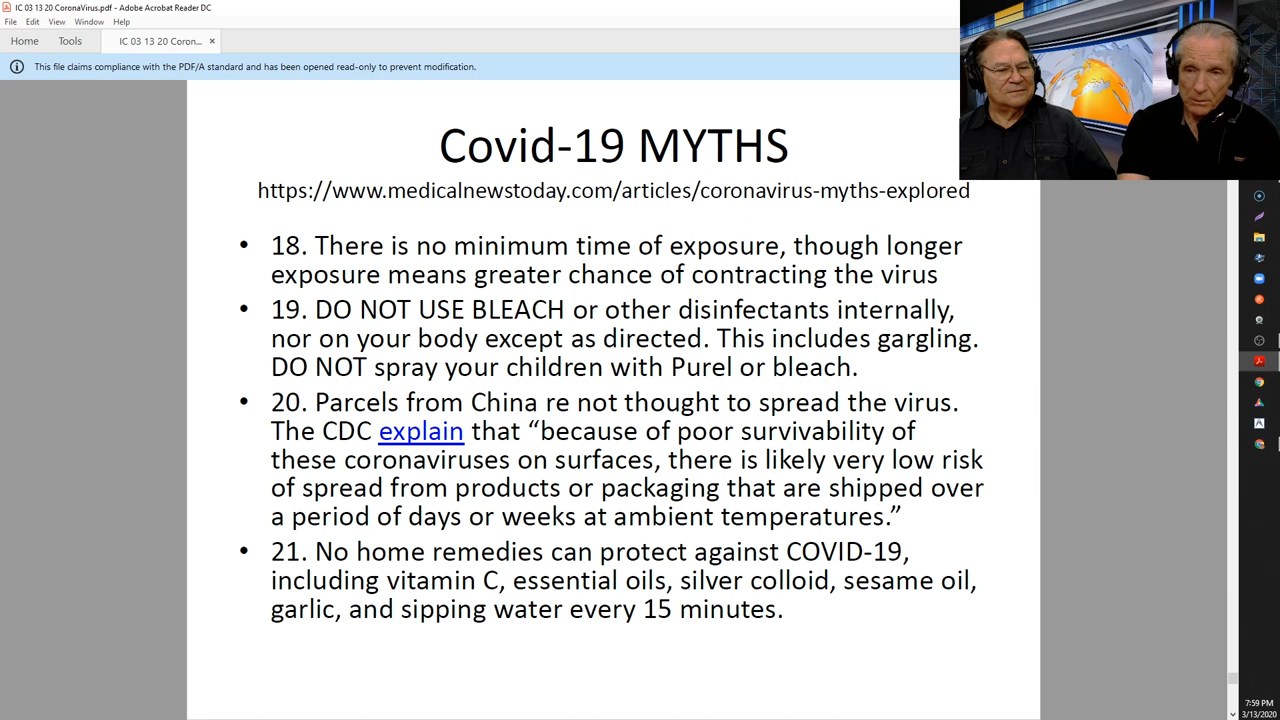 IC 03 13 20 CoronaVirus.pdf - Adobe Acrobat Reader DC
File Edit View Window Help
Home Tools IC 03 13 20 Coron... ×
This file claims compliance with the PDF/A standard and has been opened read-only to prevent modification.
Covid-19 MYTHS
https://www.medicalnewstoday.com/articles/coronavirus-myths-explored
• 18. There is no minimum time of exposure, though longer
exposure means greater chance of contracting the virus
• 19. DO NOT USE BLEACH or other disinfectants internally,
nor on your body except as directed. This includes gargling.
DO NOT spray your children with Purel or bleach.
• 20. Parcels from China re not thought to spread the virus.
The CDC explain that “because of poor survivability of
these coronaviruses on surfaces, there is likely very low risk
of spread from products or packaging that are shipped over
a period of days or weeks at ambient temperatures.”
• 21. No home remedies can protect against COVID-19,
including vitamin C, essential oils, silver colloid, sesame oil,
garlic, and sipping water every 15 minutes.
7:59 PM
3/13/2020